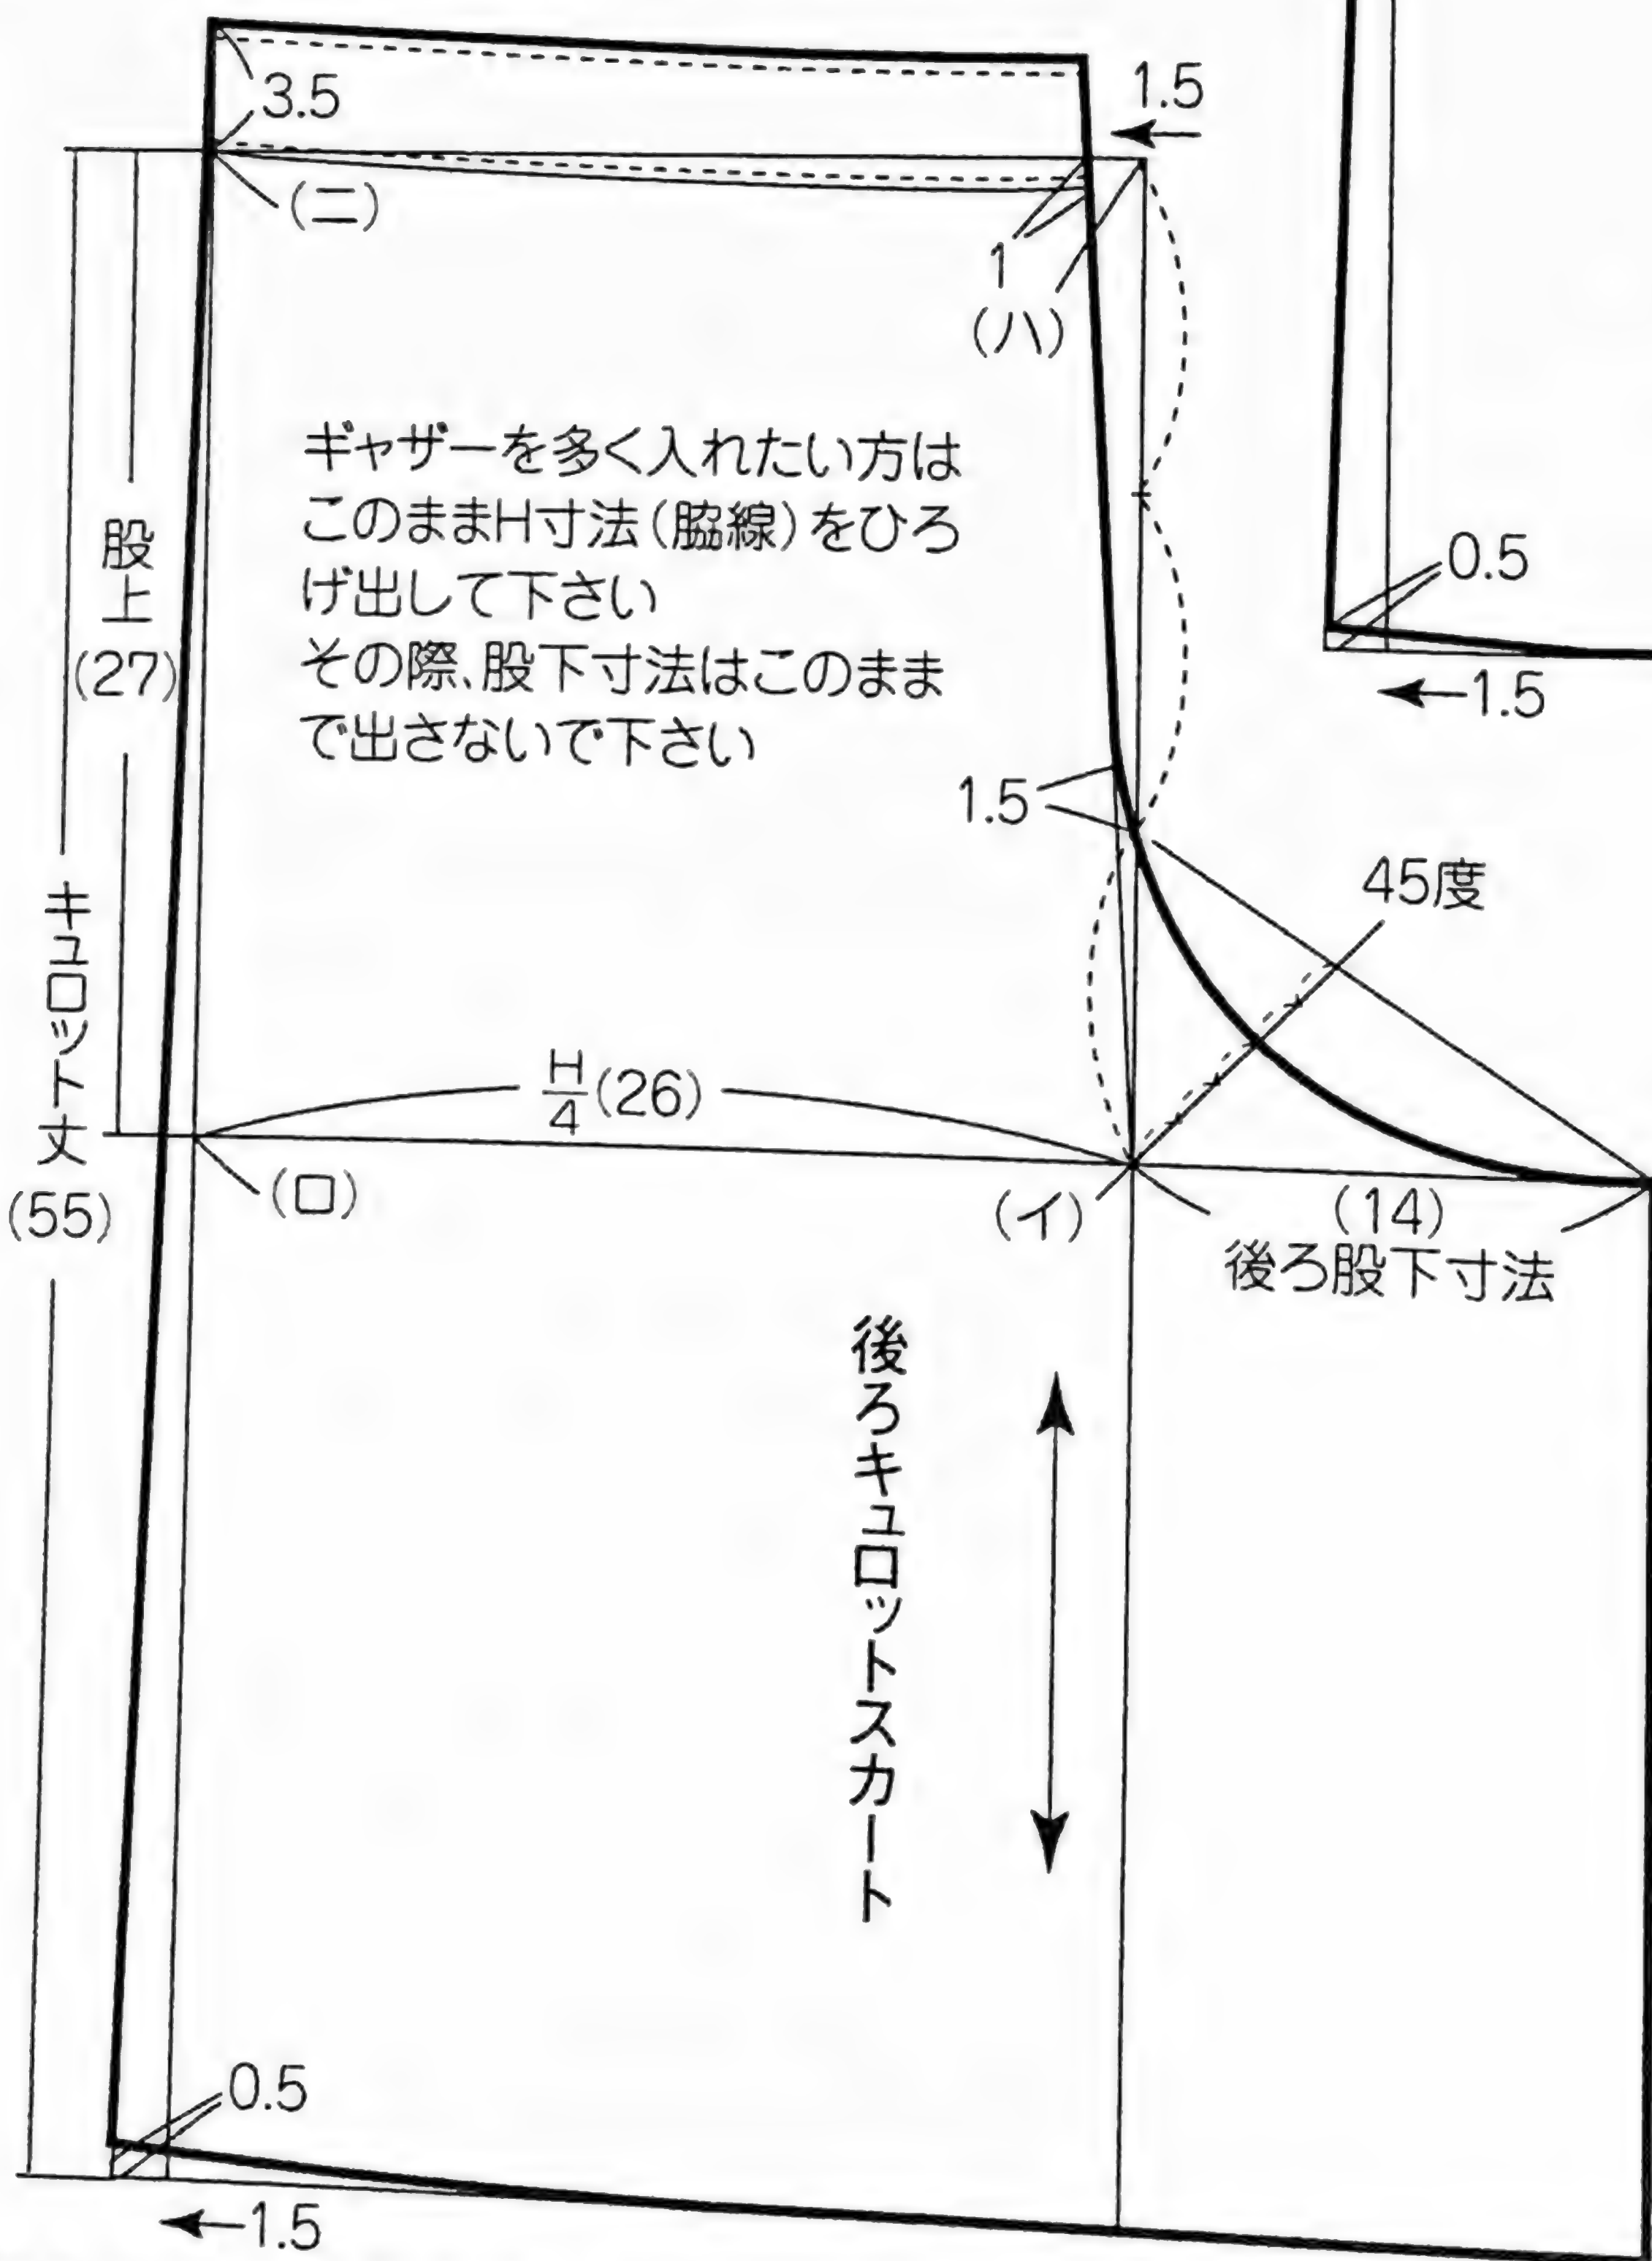 3.5
1.5
(ニ)
1
(ハ)
ギャザーを多く入れたい方は
このままH寸法(脇線)をひろ
げ出して下さい
その際、股下寸法はこのまま
で出さないで下さい
股上
(27)
0.5
1.5
1.5
45度
キュロット丈
(55)
H/4(26)
(ロ)
(イ)
(14)
後ろ股下寸法
後ろキュロットスカート
0.5
1.5